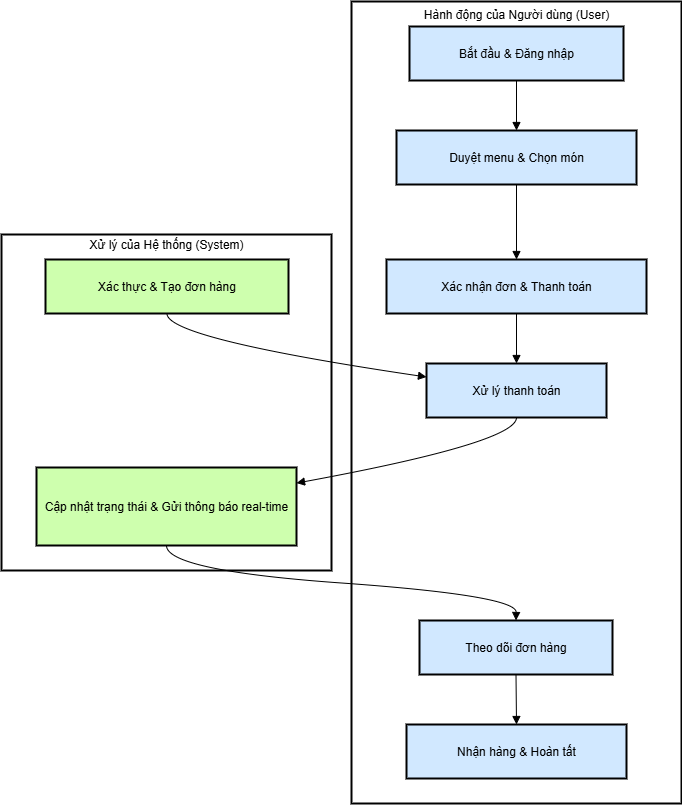 Hành động của Người dùng (User)
Bắt đầu & Đăng nhập
Duyệt menu & Chọn món
Xử lý của Hệ thống (System)
Xác thực & Tạo đơn hàng
Xác nhận đơn & Thanh toán
Xử lý thanh toán
Cập nhật trạng thái & Gửi thông báo real-time
Theo dõi đơn hàng
Nhận hàng & Hoàn tất